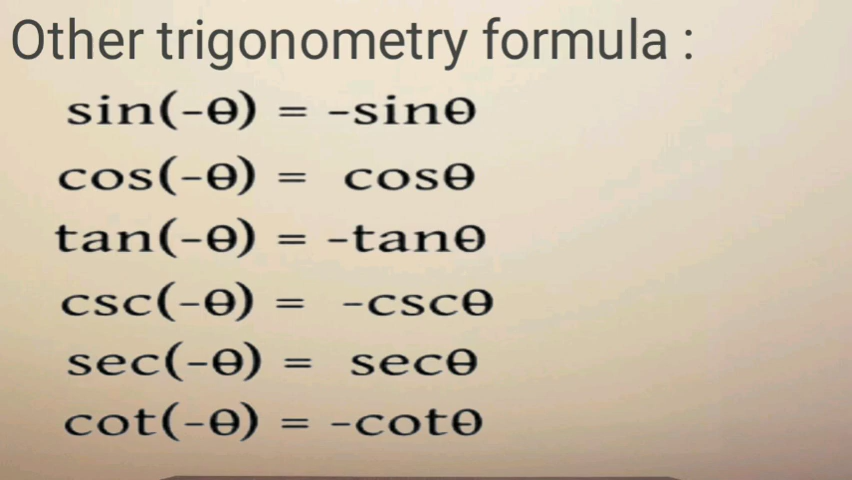 Other trigonometry formula :
sin(-θ) = -sinθ
cos(-θ) = cosθ
tan(-θ) = -tanθ
csc(-θ) = -cscθ
sec(-θ) = secθ
cot(-θ) = -cotθ